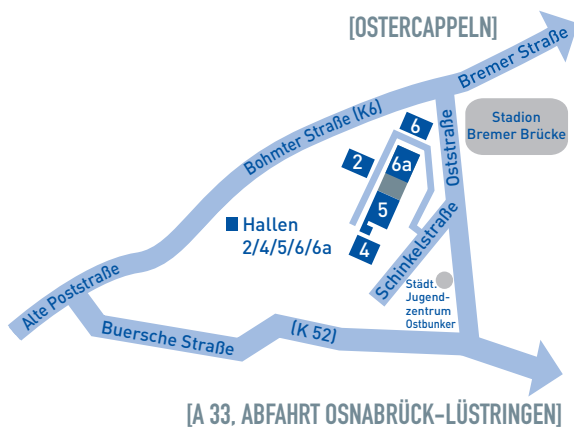 [OSTERCAPPELN]
Bremer Straße
Stadion
Bremer Brücke
Bohmter Straße (K6)
Oststraße
6
2
6a
5
4
Hallen
2/4/5/6/6a
Schinkelstraße
Städt.
Jugend-
zentrum
Ostbunker
Alte Poststraße
Buersche Straße
(K 52)
[A 33, ABFAHRT OSNABRÜCK-LÜSTRINGEN]